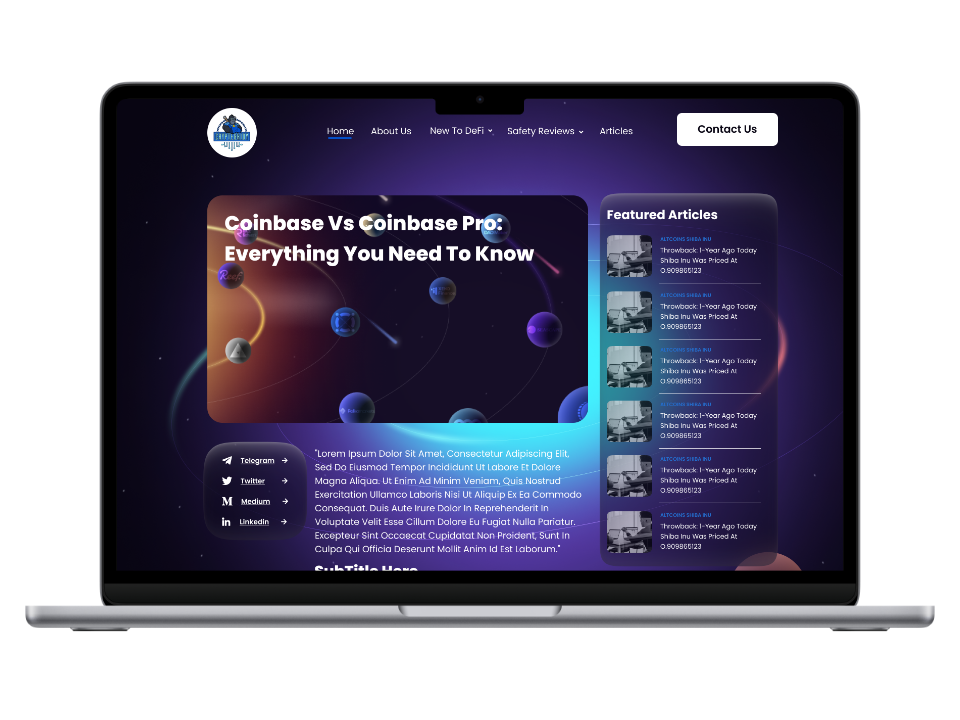 Home
About Us
New To DeFi
Safety Reviews
Articles
Contact Us
Coinbase Vs Coinbase Pro:
Everything You Need To Know
Featured Articles
ALTCOINS SHIBA INU
Throwback: 1-Year Ago Today
Shiba Inu Was Priced At
O.909865123
ALTCOINS SHIBA INU
Throwback: 1-Year Ago Today
Shiba Inu Was Priced At
O.909865123
ALTCOINS SHIBA INU
Throwback: 1-Year Ago Today
Shiba Inu Was Priced At
O.909865123
ALTCOINS SHIBA INU
Throwback: 1-Year Ago Today
Shiba Inu Was Priced At
O.909865123
ALTCOINS SHIBA INU
Throwback: 1-Year Ago Today
Shiba Inu Was Priced At
O.909865123
ALTCOINS SHIBA INU
Throwback: 1-Year Ago Today
Shiba Inu Was Priced At
O.909865123
Telegram
Twitter
Medium
Linkedin
"Lorem Ipsum Dolor Sit Amet, Consectetur Adipiscing Elit,
Sed Do Eiusmod Tempor Incididunt Ut Labore Et Dolore
Magna Aliqua. Ut Enim Ad Minim Veniam, Quis Nostrud
Exercitation Ullamco Laboris Nisi Ut Aliquip Ex Ea Commodo
Consequat. Duis Aute Irure Dolor In Reprehenderit In
Voluptate Velit Esse Cillum Dolore Eu Fugiat Nulla Pariatur.
Excepteur Sint Occaecat Cupidatat Non Proident, Sunt In
Culpa Qui Officia Deserunt Mollit Anim Id Est Laborum."
SubTitle Here